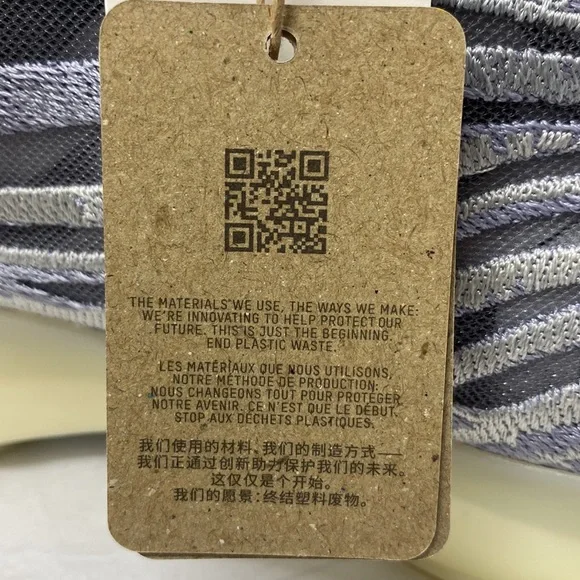 THE MATERIALS WE USE, THE WAYS WE MAKE:
WE'RE INNOVATING TO HELP PROTECT OUR
FUTURE. THIS IS JUST THE BEGINNING.
END PLASTIC WASTE.
LES MATÉRIAUX QUE NOUS UTILISONS,
NOTRE MÉTHODE DE PRODUCTION:
NOUS CHANGEONS TOUT POUR PROTÉGER
NOTRE AVENIR. CE N'EST QUE LE DÉBUT.
STOP AUX DÉCHETS PLASTIQUES.
我们使用的材料、我们的制造方式——
我们正通过创新助力保护我们的未来。
这仅仅是个开始。
我们的愿景：终结塑料废物。